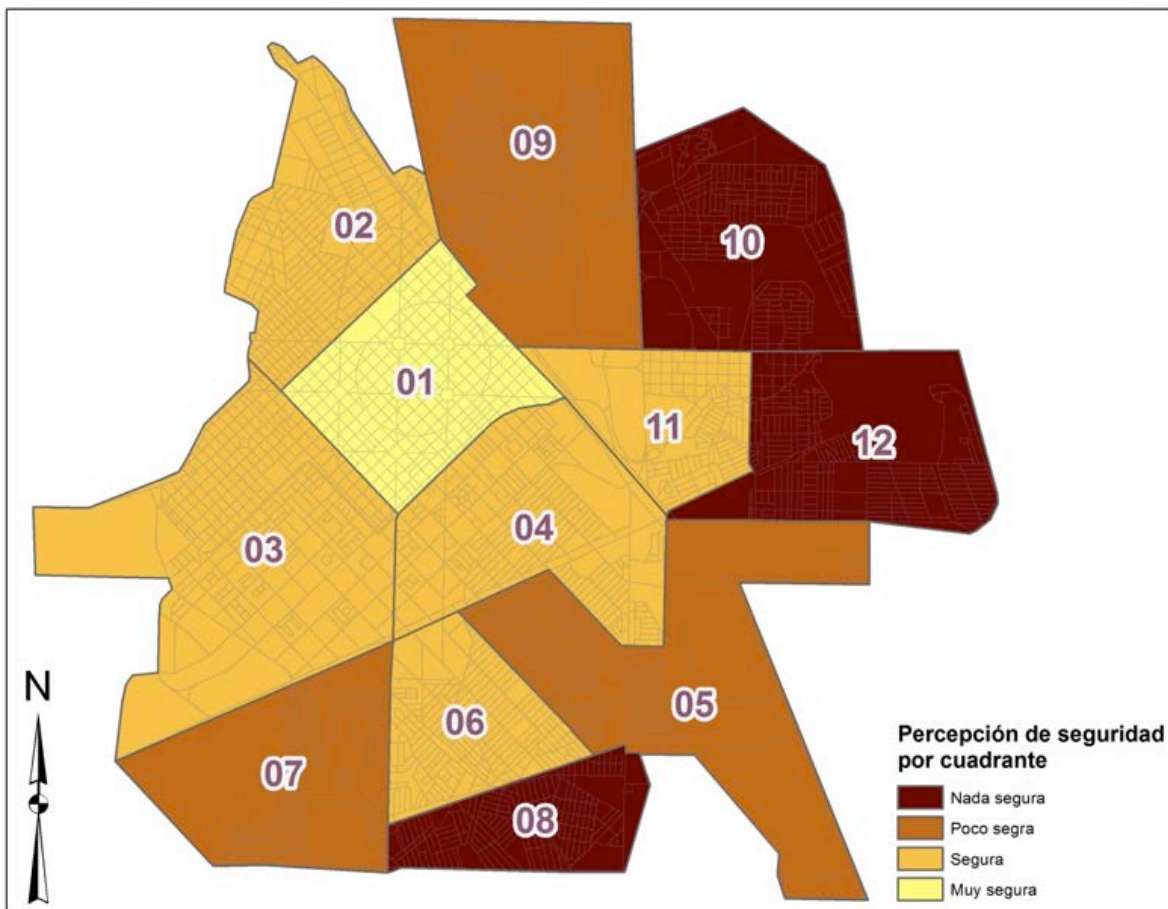 09
02
10
01
11
12
04
03
N
05
06
07
08
Percepción de seguridad
por cuadrante
Nada segura
Poco segra
Segura
Muy segura